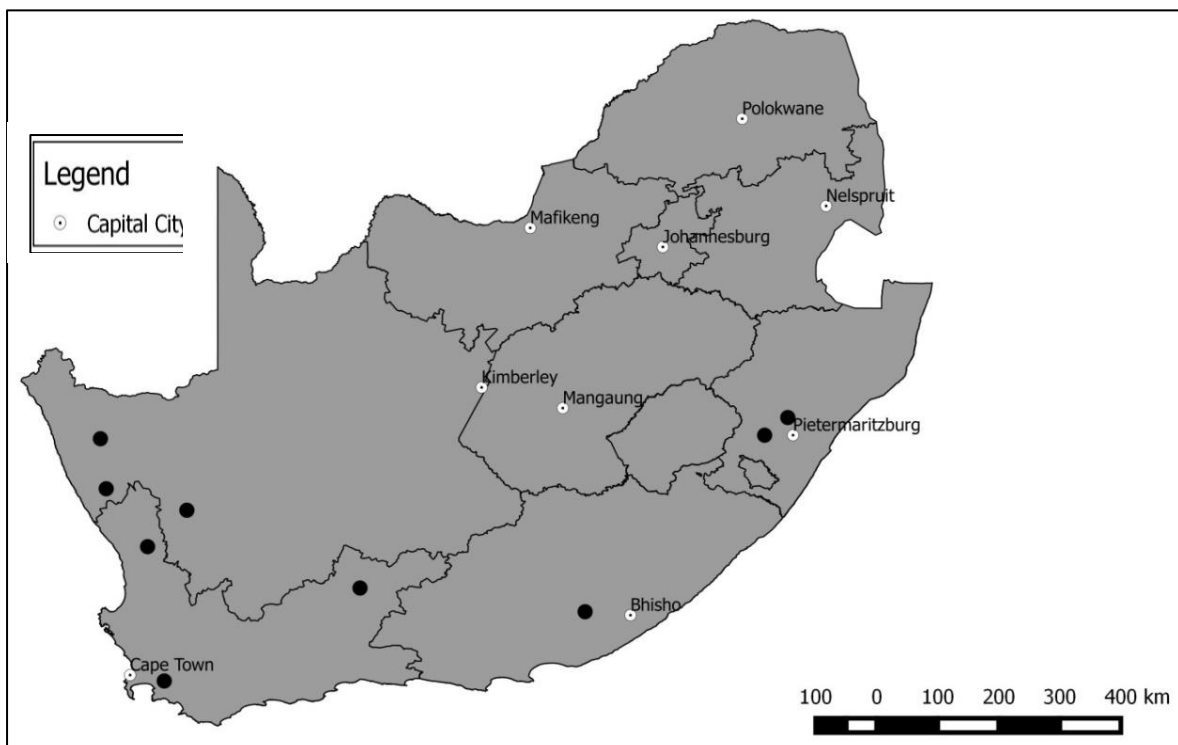 Polokwane
Legend
Capital City
Nelspruit
Mafikeng
Johannesburg
Kimberley
Mangaung
Pietermaritzburg
Bhisho
Cape Town
100 0 100 200 300 400 km